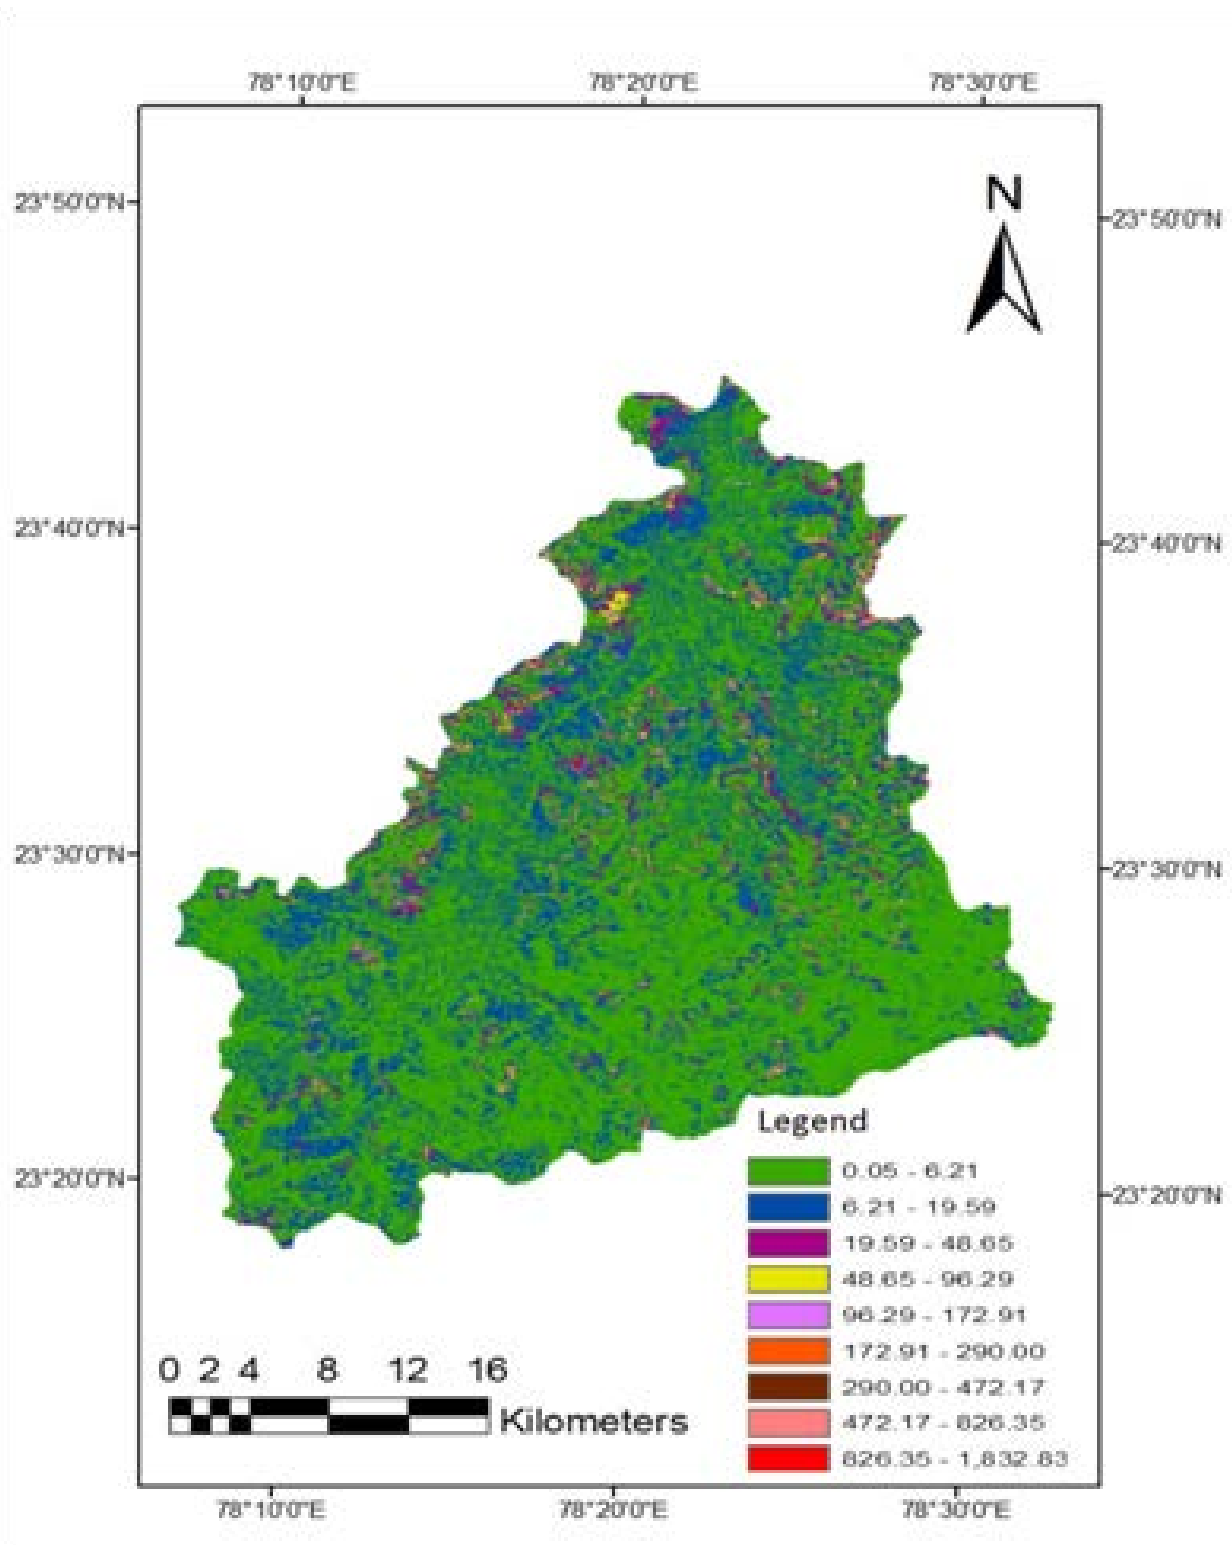 78°10'0"E 78°20'0"E 78°30'0"E
N
23°50'0"N 23°50'0"N
23°40'0"N 23°40'0"N
23°30'0"N 23°30'0"N
Legend
0.05 - 6.21
23°20'0"N 23°20'0"N
6.21 - 19.59
19.59 - 48.65
48.65 - 96.29
96.29 - 172.91
172.91 - 290.00
290.00 - 472.17
472.17 - 826.35
826.35 - 1,832.83
0 2 4 8 12 16
Kilometers
78°10'0"E 78°20'0"E 78°30'0"E